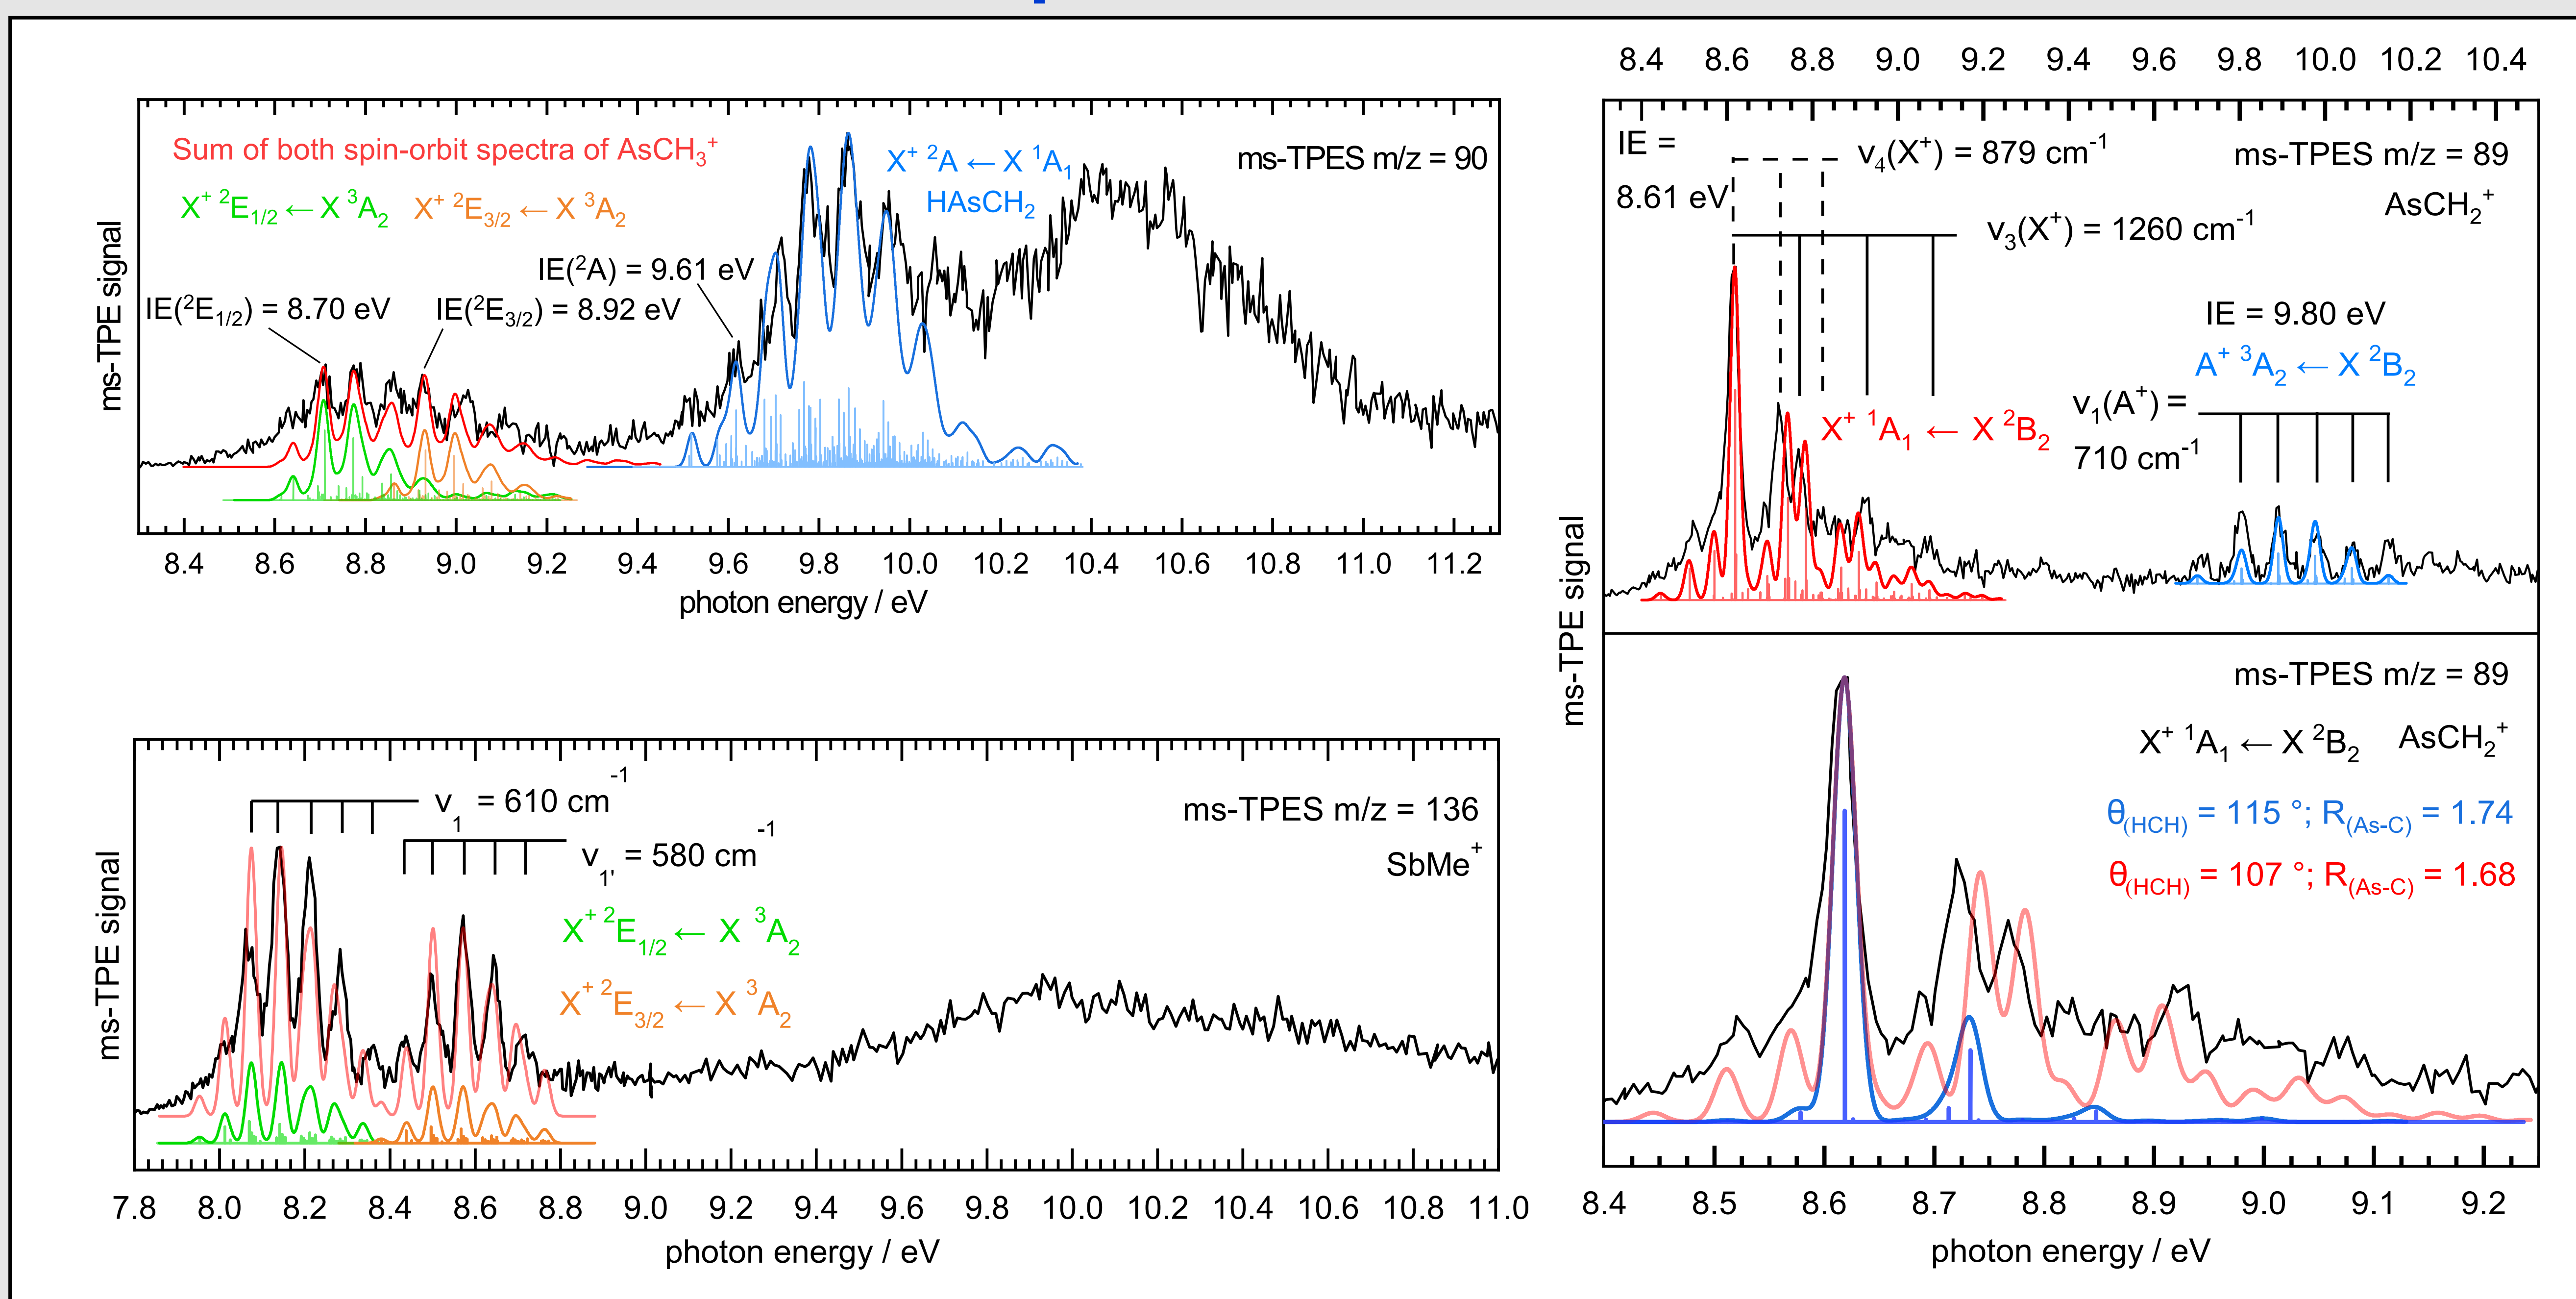 Sum of both spin-orbit spectra of AsCH₃⁺
X⁺ ²E₁/₂ ← X ³A₂
X⁺ ²E₃/₂ ← X ³A₂
X⁺ ²A ← X ¹A₁
HAsCH₂
ms-TPES m/z = 90
IE(²A) = 9.61 eV
IE(²E₁/₂) = 8.70 eV
IE(²E₃/₂) = 8.92 eV
ms-TPE signal
8.4 8.6 8.8 9.0 9.2 9.4 9.6 9.8 10.0 10.2 10.4 10.6 10.8 11.0 11.2
photon energy / eV
ν₁ = 610 cm⁻¹
ν₁' = 580 cm⁻¹
ms-TPES m/z = 136
SbMe⁺
X⁺ ²E₁/₂ ← X ³A₂
X⁺ ²E₃/₂ ← X ³A₂
ms-TPE signal
7.8 8.0 8.2 8.4 8.6 8.8 9.0 9.2 9.4 9.6 9.8 10.0 10.2 10.4 10.6 10.8 11.0
photon energy / eV
8.4 8.6 8.8 9.0 9.2 9.4 9.6 9.8 10.0 10.2 10.4
IE =
8.61 eV
ν₄(X⁺) = 879 cm⁻¹
ms-TPES m/z = 89
AsCH₂⁺
ν₃(X⁺) = 1260 cm⁻¹
IE = 9.80 eV
A⁺ ³A₂ ← X ²B₂
ν₁(A⁺) =
710 cm⁻¹
X⁺ ¹A₁ ← X ²B₂
ms-TPE signal
ms-TPES m/z = 89
X⁺ ¹A₁ ← X ²B₂ AsCH₂⁺
θ(HCH) = 115 °; R(As-C) = 1.74
θ(HCH) = 107 °; R(As-C) = 1.68
8.4 8.5 8.6 8.7 8.8 8.9 9.0 9.1 9.2
photon energy / eV